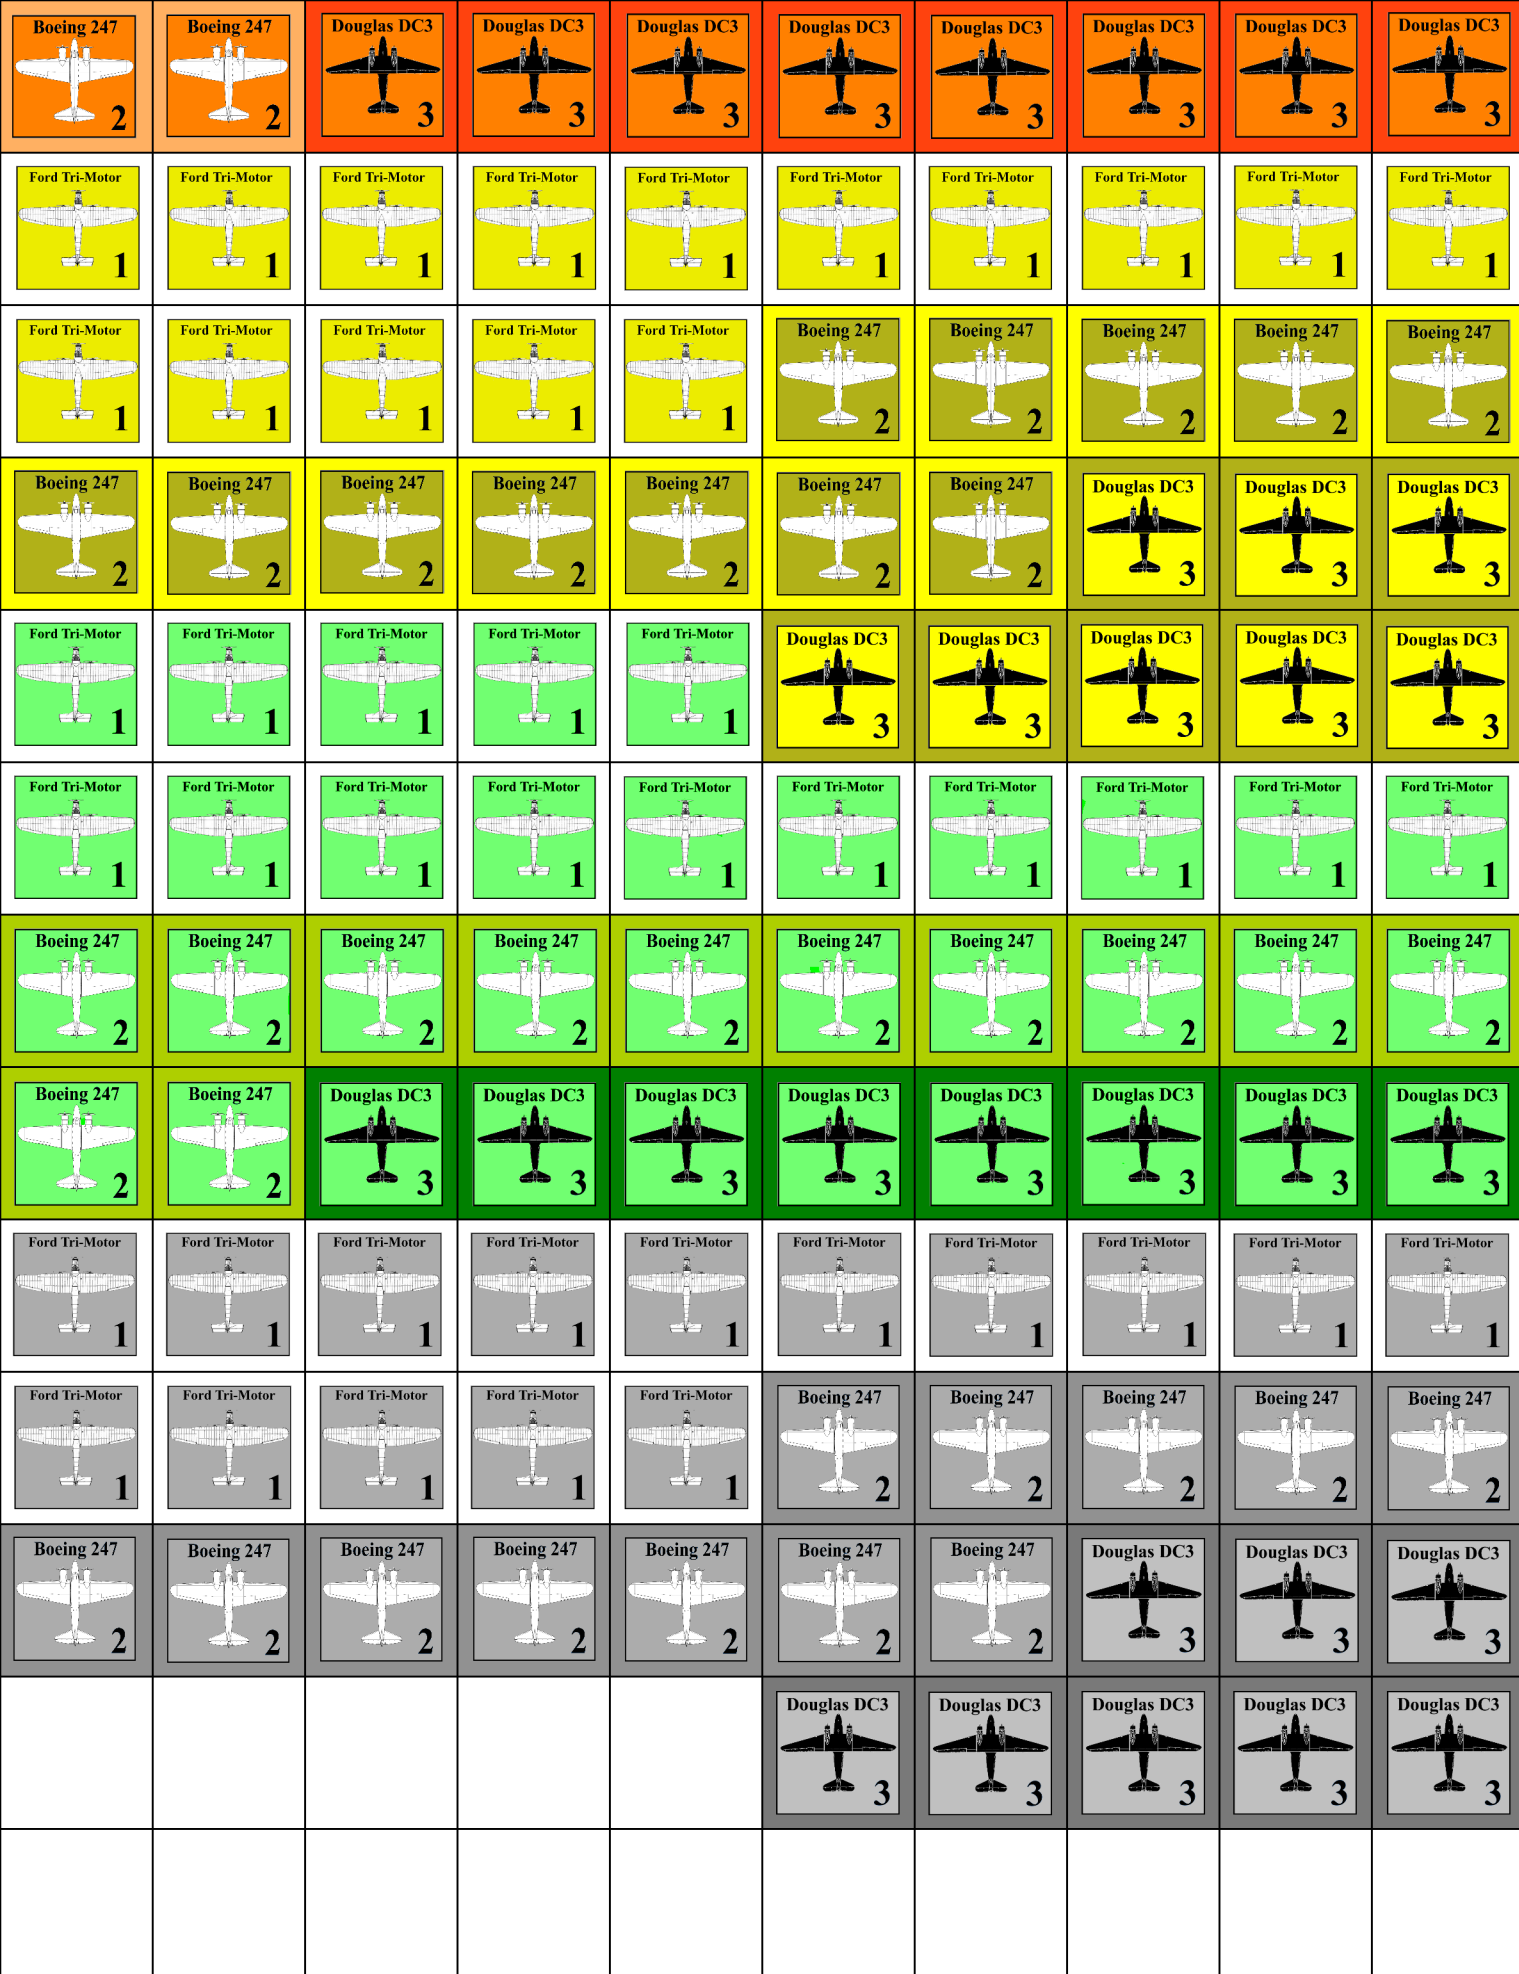 Boeing 247 Boeing 247 Douglas DC3 Douglas DC3 Douglas DC3 Douglas DC3 Douglas DC3 Douglas DC3 Douglas DC3 Douglas DC3
2 2 3 3 3 3 3 3 3 3
Ford Tri-Motor Ford Tri-Motor Ford Tri-Motor Ford Tri-Motor Ford Tri-Motor Ford Tri-Motor Ford Tri-Motor Ford Tri-Motor Ford Tri-Motor Ford Tri-Motor
1 1 1 1 1 1 1 1 1 1
Ford Tri-Motor Ford Tri-Motor Ford Tri-Motor Ford Tri-Motor Ford Tri-Motor Boeing 247 Boeing 247 Boeing 247 Boeing 247 Boeing 247
1 1 1 1 1 2 2 2 2 2
Boeing 247 Boeing 247 Boeing 247 Boeing 247 Boeing 247 Boeing 247 Boeing 247 Douglas DC3 Douglas DC3 Douglas DC3
2 2 2 2 2 2 2 3 3 3
Ford Tri-Motor Ford Tri-Motor Ford Tri-Motor Ford Tri-Motor Ford Tri-Motor Douglas DC3 Douglas DC3 Douglas DC3 Douglas DC3 Douglas DC3
1 1 1 1 1 3 3 3 3 3
Ford Tri-Motor Ford Tri-Motor Ford Tri-Motor Ford Tri-Motor Ford Tri-Motor Ford Tri-Motor Ford Tri-Motor Ford Tri-Motor Ford Tri-Motor Ford Tri-Motor
1 1 1 1 1 1 1 1 1 1
Boeing 247 Boeing 247 Boeing 247 Boeing 247 Boeing 247 Boeing 247 Boeing 247 Boeing 247 Boeing 247 Boeing 247
2 2 2 2 2 2 2 2 2 2
Boeing 247 Boeing 247 Douglas DC3 Douglas DC3 Douglas DC3 Douglas DC3 Douglas DC3 Douglas DC3 Douglas DC3 Douglas DC3
2 2 3 3 3 3 3 3 3 3
Ford Tri-Motor Ford Tri-Motor Ford Tri-Motor Ford Tri-Motor Ford Tri-Motor Ford Tri-Motor Ford Tri-Motor Ford Tri-Motor Ford Tri-Motor Ford Tri-Motor
1 1 1 1 1 1 1 1 1 1
Ford Tri-Motor Ford Tri-Motor Ford Tri-Motor Ford Tri-Motor Ford Tri-Motor Boeing 247 Boeing 247 Boeing 247 Boeing 247 Boeing 247
1 1 1 1 1 2 2 2 2 2
Boeing 247 Boeing 247 Boeing 247 Boeing 247 Boeing 247 Boeing 247 Boeing 247 Douglas DC3 Douglas DC3 Douglas DC3
2 2 2 2 2 2 2 3 3 3
Douglas DC3 Douglas DC3 Douglas DC3 Douglas DC3 Douglas DC3
3 3 3 3 3